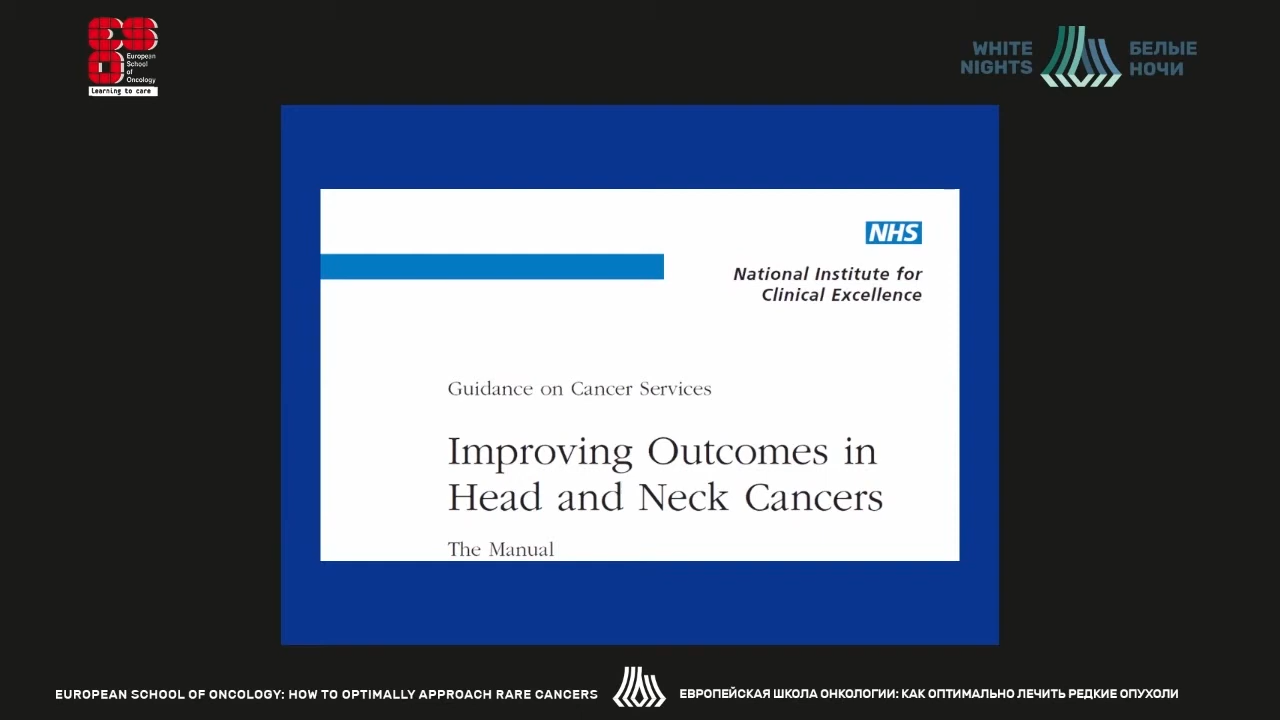 European
School
of
Oncology
Learning to care
WHITE
NIGHTS
БЕЛЫЕ
НОЧИ
NHS
National Institute for
Clinical Excellence
Guidance on Cancer Services
Improving Outcomes in
Head and Neck Cancers
The Manual
EUROPEAN SCHOOL OF ONCOLOGY: HOW TO OPTIMALLY APPROACH RARE CANCERS
ЕВРОПЕЙСКАЯ ШКОЛА ОНКОЛОГИИ: КАК ОПТИМАЛЬНО ЛЕЧИТЬ РЕДКИЕ ОПУХОЛИ